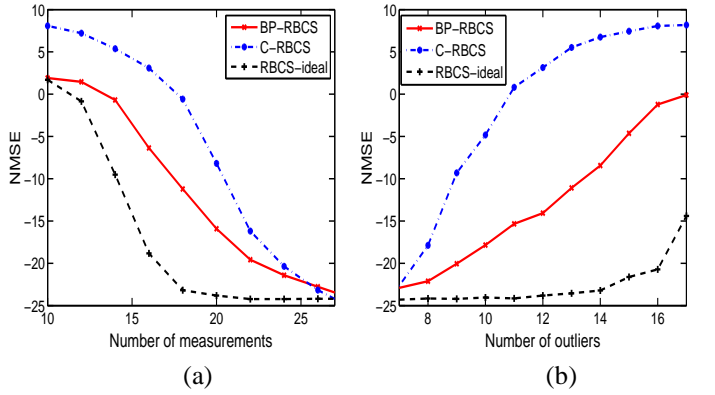 10
5
0
−5
−10
−15
−20
−25
NMSE
BP−RBCS
C−RBCS
RBCS−ideal
10
15
20
25
Number of measurements
(a)
10
5
0
−5
−10
−15
−20
−25
NMSE
BP−RBCS
C−RBCS
RBCS−ideal
8
10
12
14
16
Number of outliers
(b)